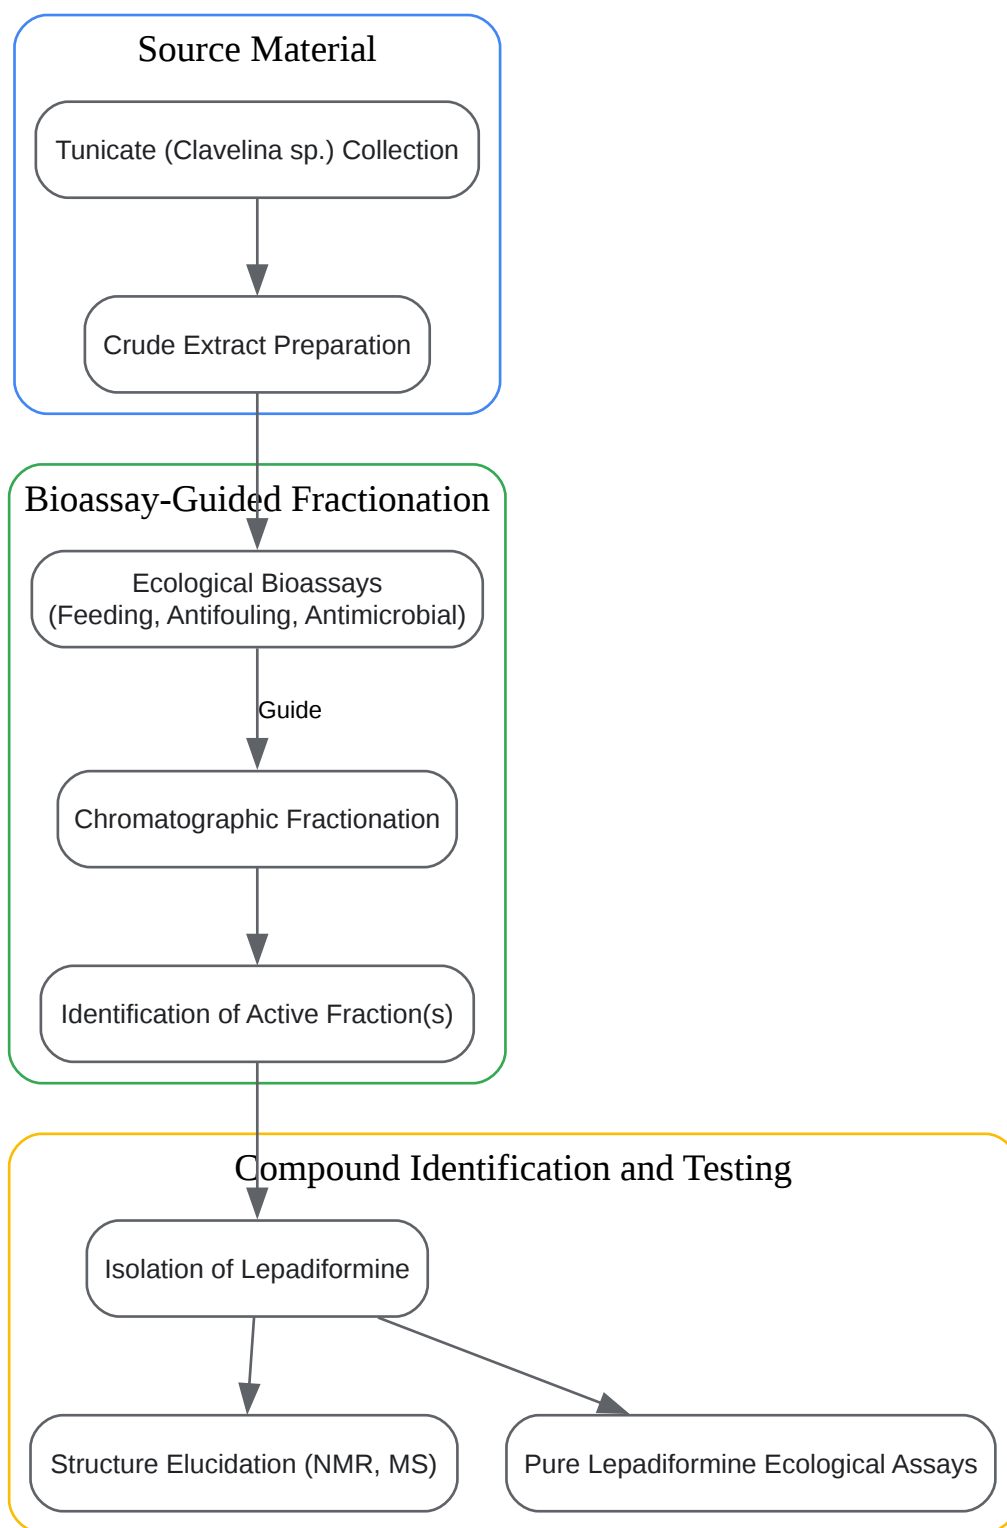 Source Material
Tunicate (Clavelina sp.) Collection
Crude Extract Preparation
Bioassay-Guided Fractionation
Ecological Bioassays
(Feeding, Antifouling, Antimicrobial)
Guide
Chromatographic Fractionation
Identification of Active Fraction(s)
Compound Identification and Testing
Isolation of Lepadiformine
Structure Elucidation (NMR, MS)
Pure Lepadiformine Ecological Assays